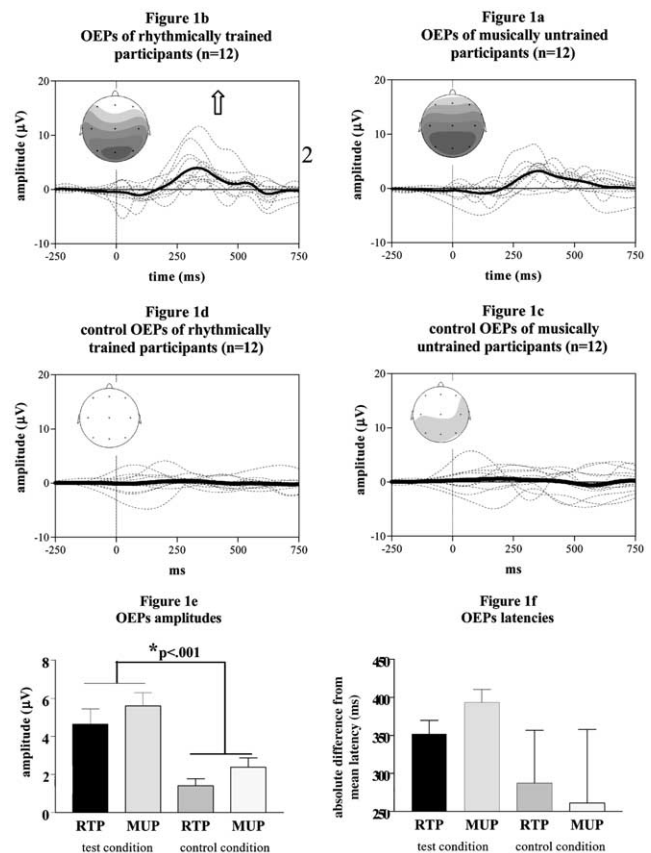 Figure 1b
OEPs of rhythmically trained
participants (n=12)
20
10
0
-10
amplitude (µV)
-250 0 250 500 750
time (ms)
2
Figure 1a
OEPs of musically untrained
participants (n=12)
20
10
0
-10
amplitude (µV)
-250 0 250 500 750
time (ms)
Figure 1d
control OEPs of rhythmically
trained participants (n=12)
20
10
0
-10
amplitude (µV)
-250 0 250 500 750
ms
Figure 1c
control OEPs of musically
untrained participants (n=12)
20
10
0
-10
amplitude (µV)
-250 0 250 500 750
ms
Figure 1e
OEPs amplitudes
8
6
4
2
0
amplitude (µV)
*p<.001
RTP MUP RTP MUP
test condition control condition
Figure 1f
OEPs latencies
450
400
350
300
250
absolute difference from
mean latency (ms)
RTP MUP RTP MUP
test condition control condition